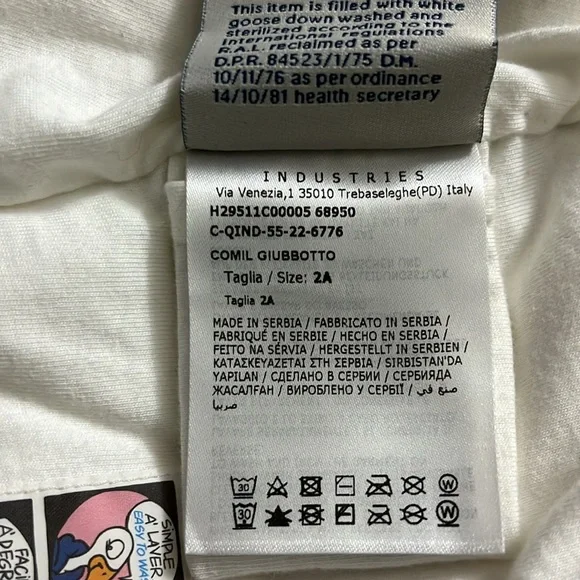 This item is filled with white
goose down washed and
sterilized according to the
International regulations
R.A.L. reclaimed as per
D.P.R. 84523/1/75 D.M.
10/11/76 as per ordinance
14/10/81 health secretary
INDUSTRIES
Via Venezia,1 35010 Trebaseleghe(PD) Italy
H29511C00005 68950
C-QIND-55-22-6776
COMIL GIUBBOTTO
Taglia / Size: 2A
Taglia 2A
MADE IN SERBIA / FABBRICATO IN SERBIA /
FABRIQUÉ EN SERBIE / HECHO EN SERBIA /
FEITO NA SÉRVIA / HERGESTELLT IN SERBIEN /
ΚΑΤΑΣΚΕΥΑΖΕΤΑΙ ΣΤΗ ΣΕΡΒΙΑ / SIRBISTAN'DA
YAPILAN / СДЕЛАНО В СЕРБИИ / СЕРБИЯДА
ЖАСАЛҒАН / ВИРОБЛЕНО У СЕРБІЇ / صنع في
صربيا
30
W
30
W
SIMPLE
A LAVER
EASY TO WA
FACI
A DEGR